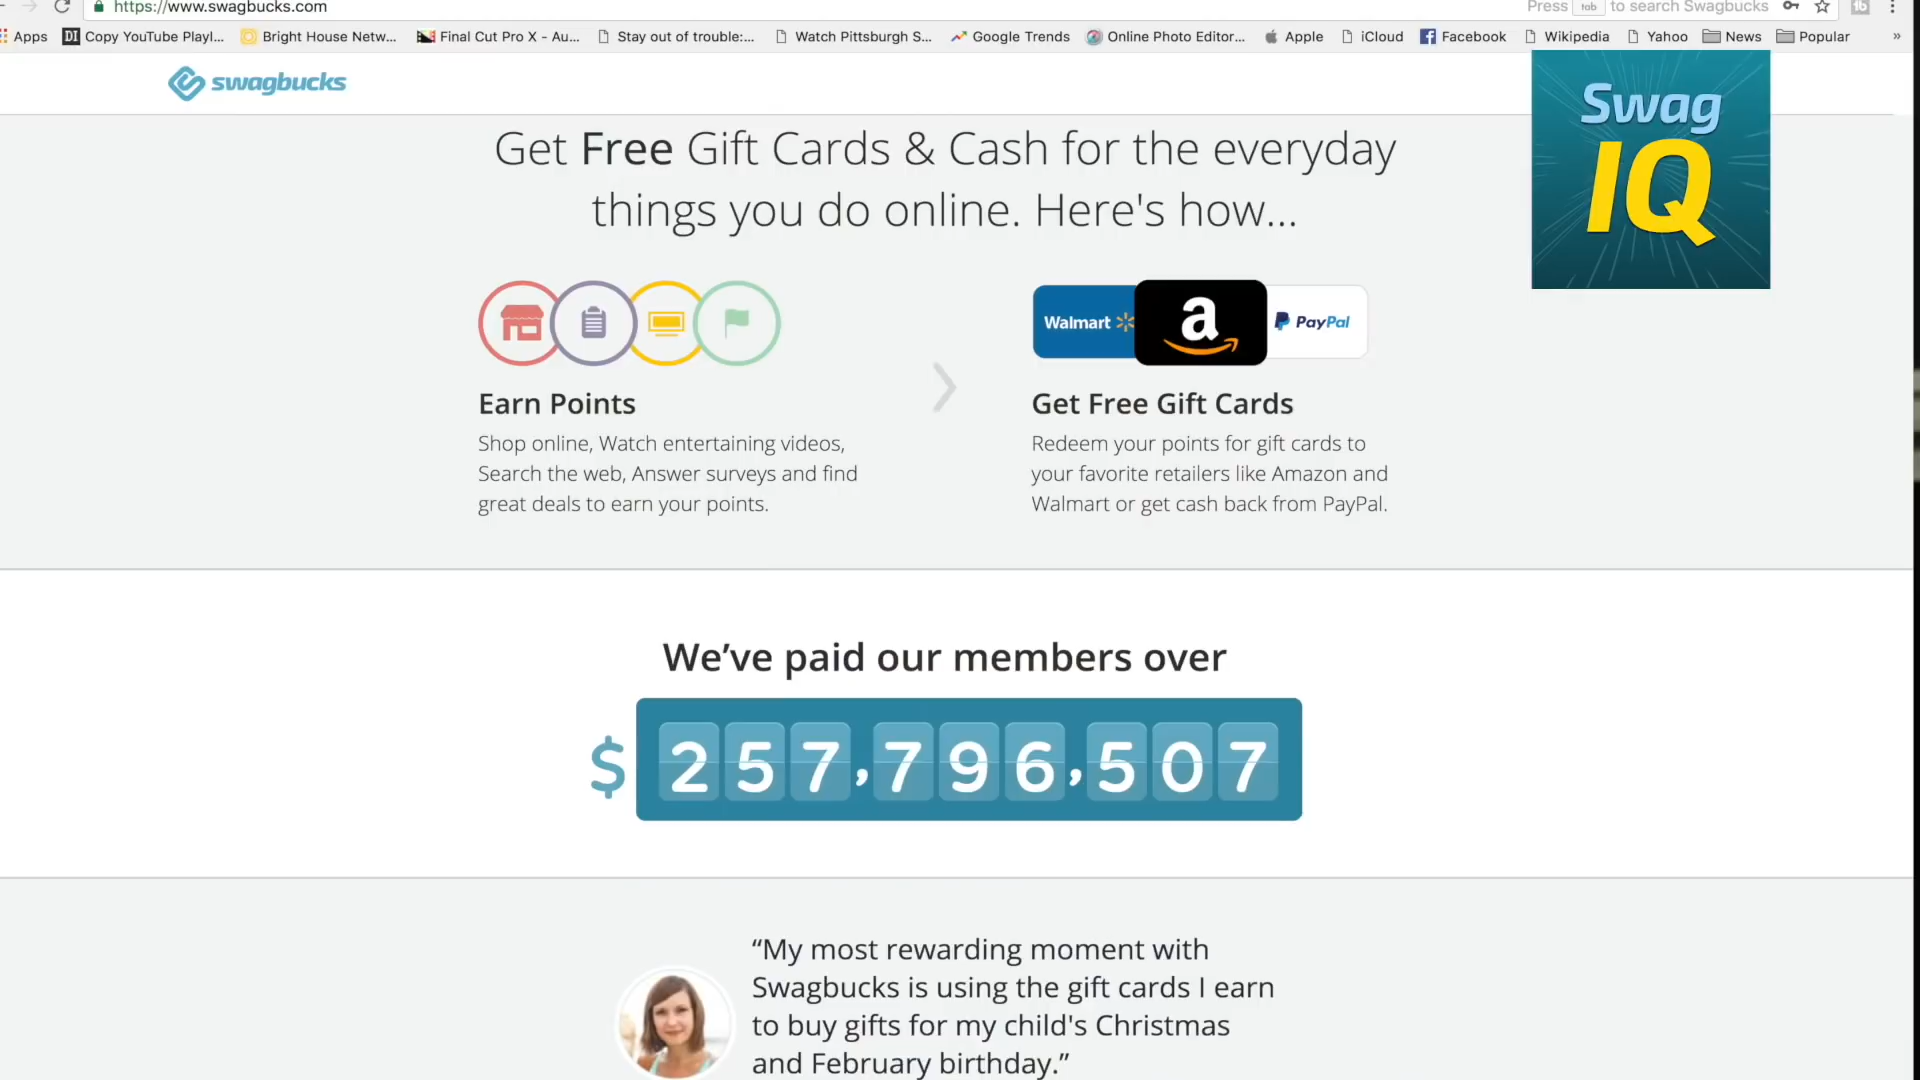 https://www.swagbucks.com
Press tab to search Swagbucks
Apps
DI Copy YouTube Playl...
Bright House Netw...
Final Cut Pro X - Au...
Stay out of trouble:...
Watch Pittsburgh S...
Google Trends
Online Photo Editor...
Apple
iCloud
Facebook
Wikipedia
Yahoo
News
Popular
»
swagbucks
Swag
IQ
Get Free Gift Cards & Cash for the everyday
things you do online. Here's how...
Walmart
a
PayPal
Earn Points
Shop online, Watch entertaining videos,
Search the web, Answer surveys and find
great deals to earn your points.
Get Free Gift Cards
Redeem your points for gift cards to
your favorite retailers like Amazon and
Walmart or get cash back from PayPal.
We’ve paid our members over
$ 257,796,507
“My most rewarding moment with
Swagbucks is using the gift cards I earn
to buy gifts for my child's Christmas
and February birthday.”